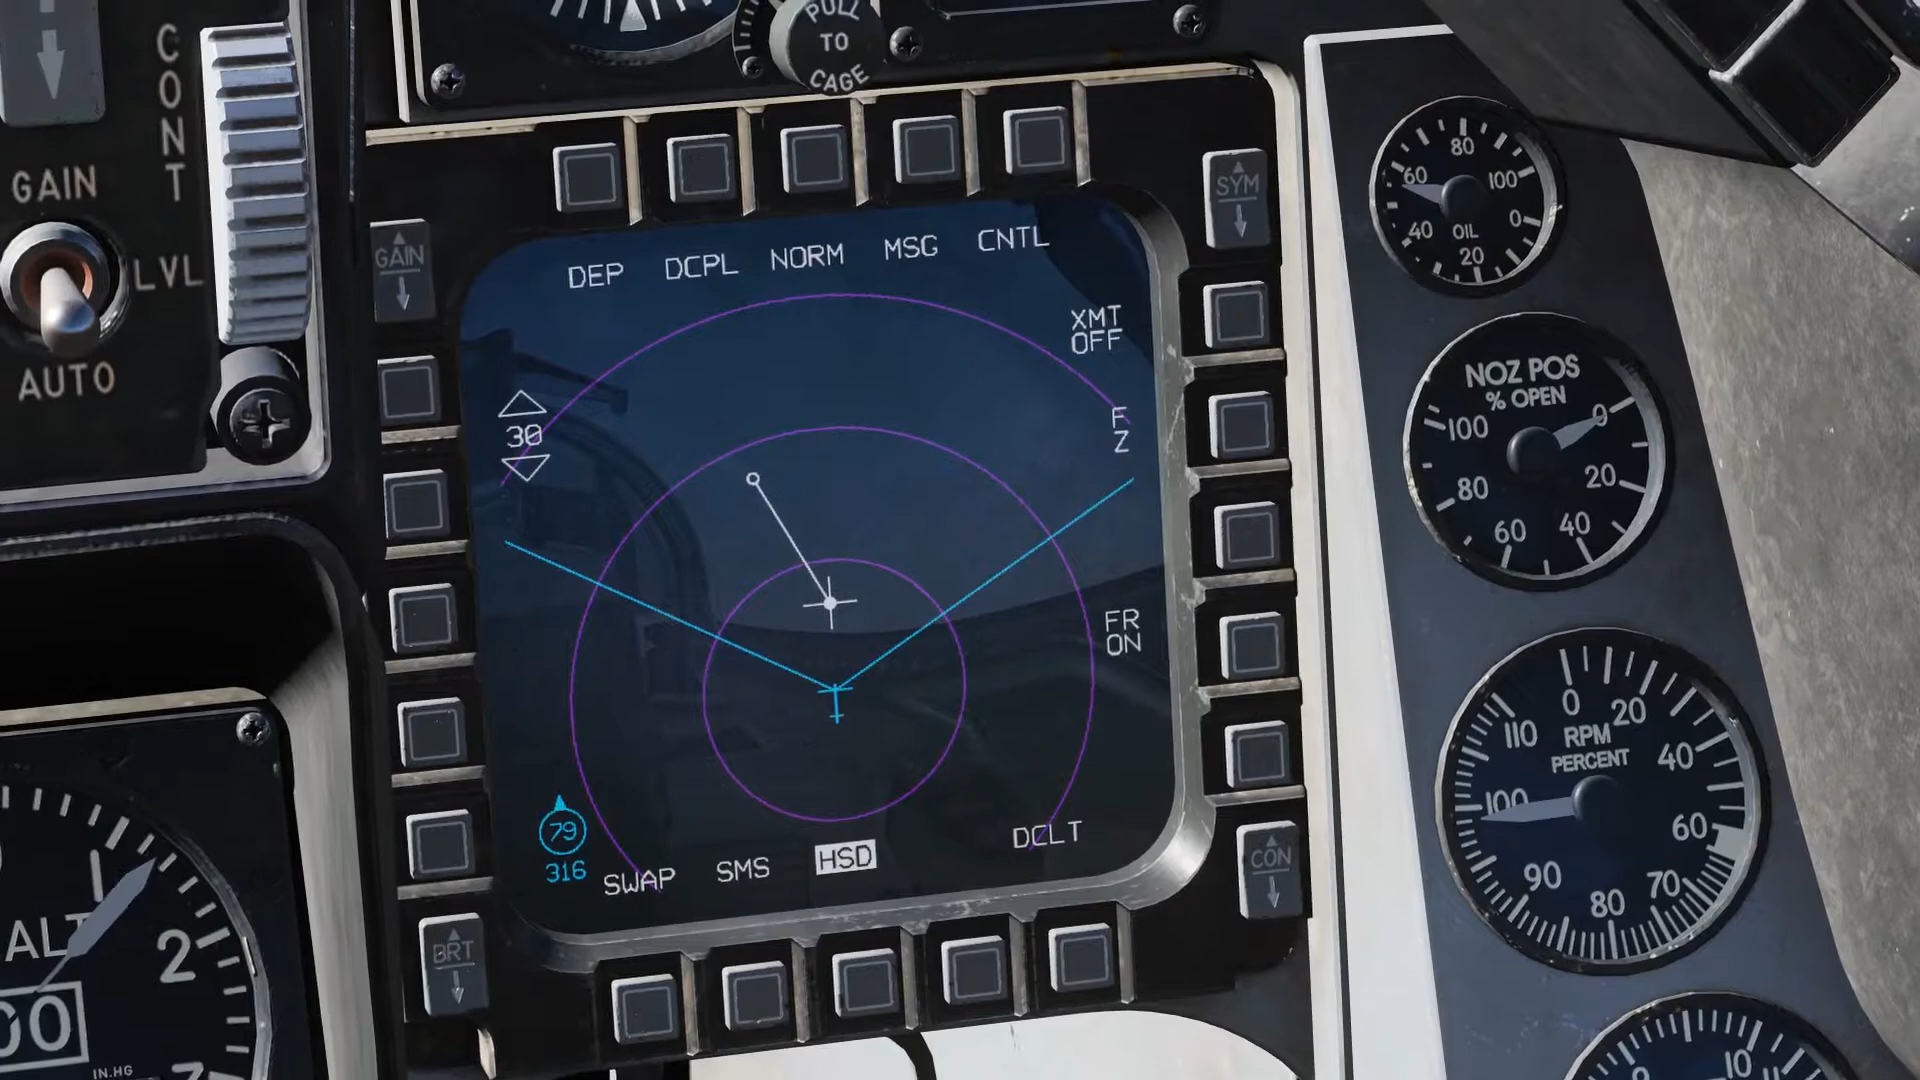 PULL
TO
CAGE
CONT
GAIN
LVL
AUTO
GAIN
SYM
DEP DCPL NORM MSG CNTL
XMT
OFF
30
F
Z
FR
ON
79
316
SWAP SMS HSD DCLT
BRT
CON
80
60 100
40 OIL 0
20
NOZ POS
% OPEN
100 0
80 20
60 40
0 20
110 RPM 40
PERCENT
100 60
90 70
80
1
ALT 2
00
IN.HG
10